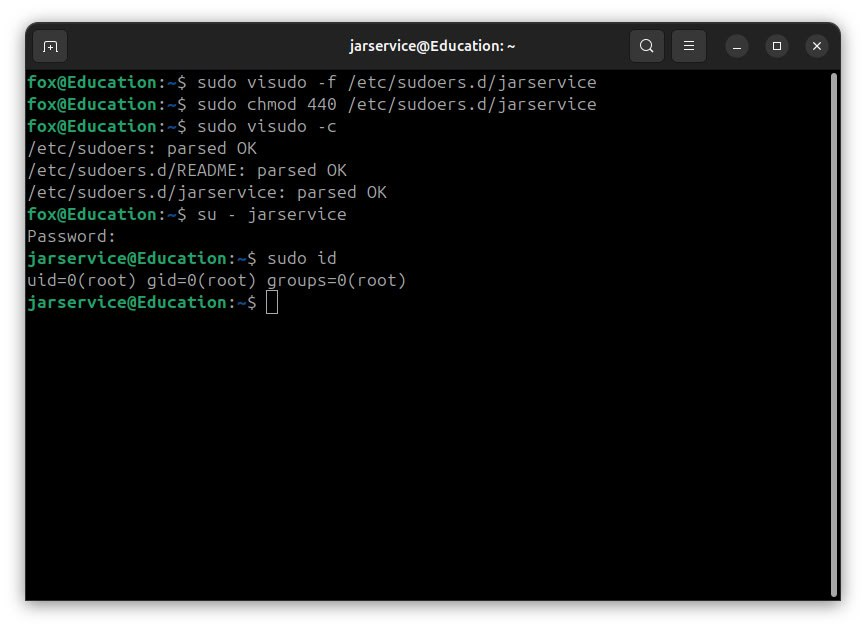 jarservice@Education: ~
fox@Education:~$ sudo visudo -f /etc/sudoers.d/jarservice
fox@Education:~$ sudo chmod 440 /etc/sudoers.d/jarservice
fox@Education:~$ sudo visudo -c
/etc/sudoers: parsed OK
/etc/sudoers.d/README: parsed OK
/etc/sudoers.d/jarservice: parsed OK
fox@Education:~$ su - jarservice
Password:
jarservice@Education:~$ sudo id
uid=0(root) gid=0(root) groups=0(root)
jarservice@Education:~$